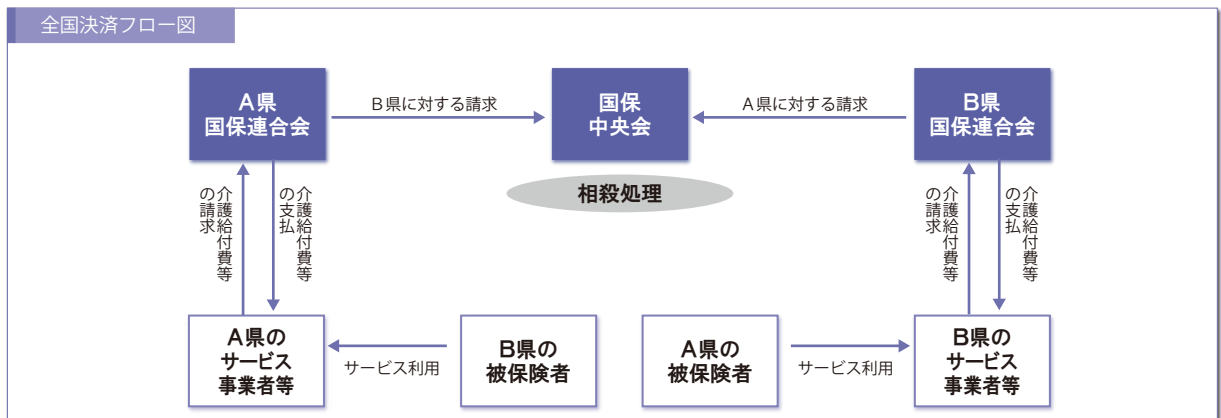 全国決済フロー図
A県
国保連合会
B県に対する請求
国保
中央会
A県に対する請求
B県
国保連合会
相殺処理
介護給付費等
の請求
介護給付費等
の支払
介護給付費等
の請求
介護給付費等
の支払
A県の
サービス
事業者等
サービス利用
B県の
被保険者
A県の
被保険者
サービス利用
B県の
サービス
事業者等